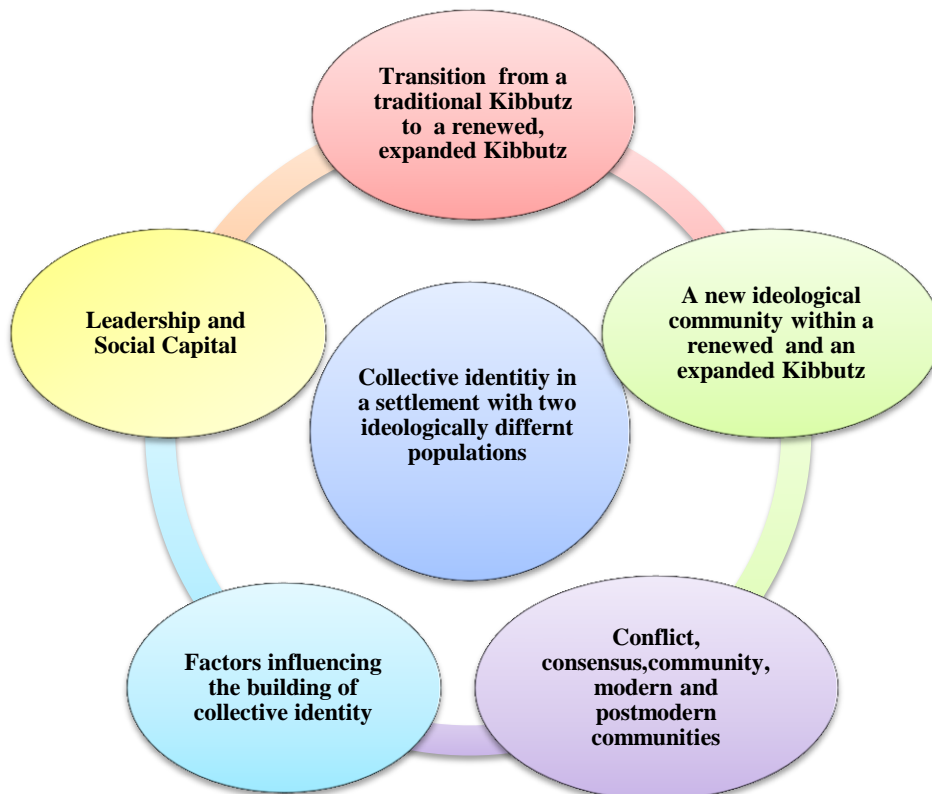 Transition from a
traditional Kibbutz
to a renewed,
expanded Kibbutz
A new ideological
community within a
renewed and an
expanded Kibbutz
Leadership and
Social Capital
Collective identitiy in
a settlement with two
ideologically differnt
populations
Factors influencing
the building of
collective identity
Conflict,
consensus,community,
modern and
postmodern
communities